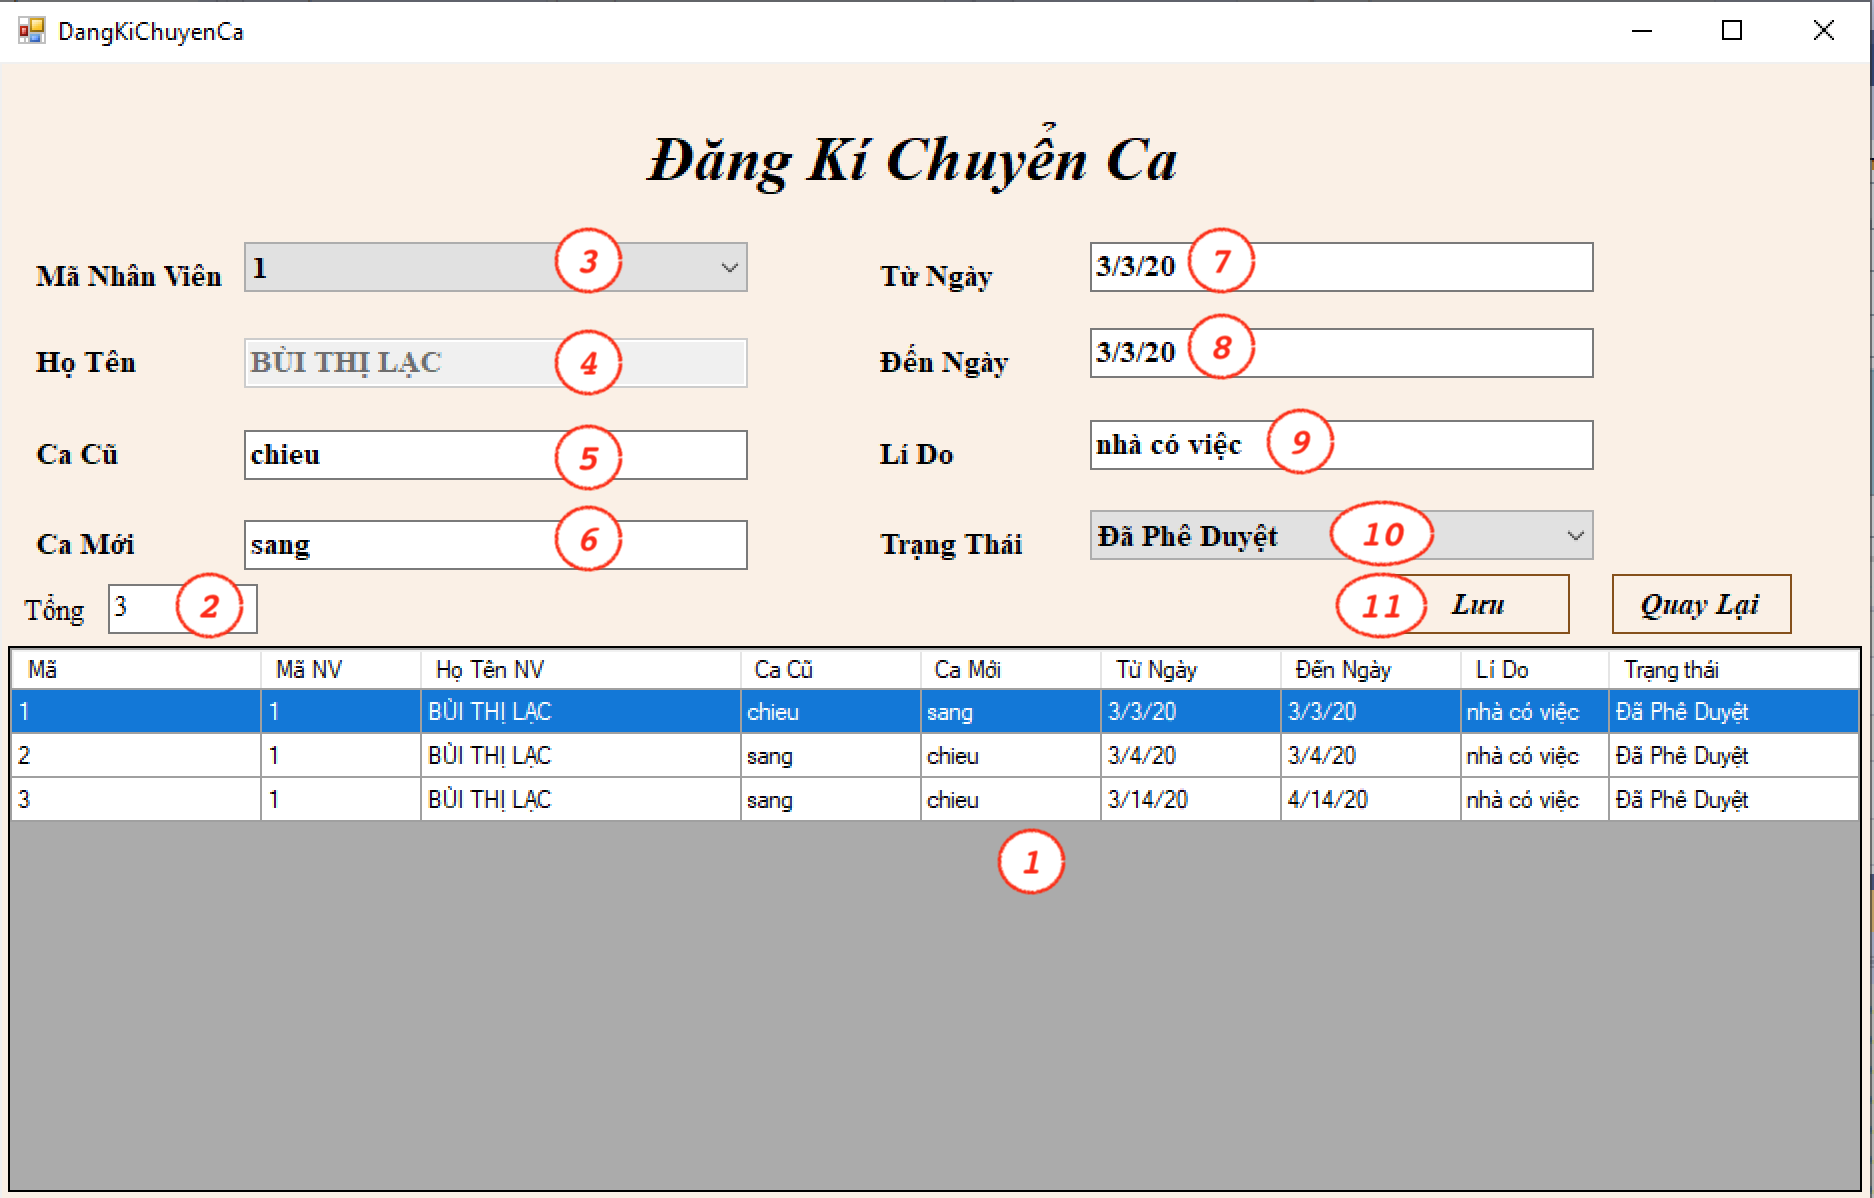 DangKiChuyenCa
Đăng Kí Chuyển Ca
Mã Nhân Viên 1 3 Từ Ngày 3/3/20 7
Họ Tên BÙI THỊ LẠC 4 Đến Ngày 3/3/20 8
Ca Cũ chieu 5 Lí Do nhà có việc 9
Ca Mới sang 6 Trạng Thái Đã Phê Duyệt 10
Tổng 3 2 11 Lưu Quay Lại
Mã Mã NV Họ Tên NV Ca Cũ Ca Mới Từ Ngày Đến Ngày Lí Do Trạng thái
1 1 BÙI THỊ LẠC chieu sang 3/3/20 3/3/20 nhà có việc Đã Phê Duyệt
2 1 BÙI THỊ LẠC sang chieu 3/4/20 3/4/20 nhà có việc Đã Phê Duyệt
3 1 BÙI THỊ LẠC sang chieu 3/14/20 4/14/20 nhà có việc Đã Phê Duyệt
1